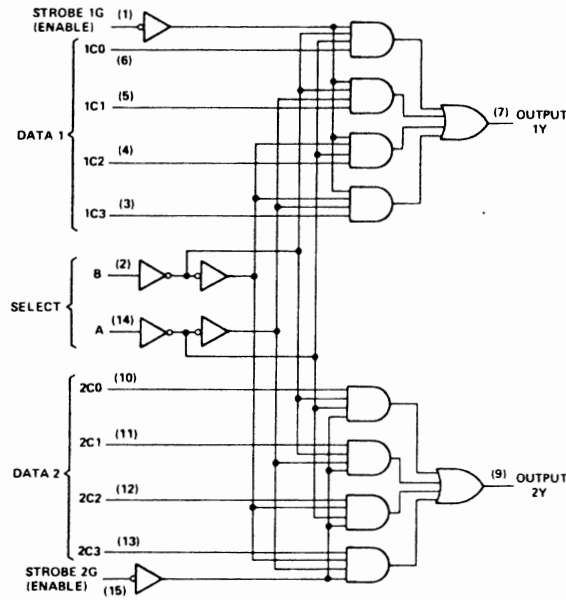 STROBE 1G (1)
(ENABLE)
1C0
(6)
(5)
1C1
DATA 1
(4)
1C2
(3)
1C3
(7) OUTPUT
1Y
B (2)
SELECT
A (14)
(10)
2C0
(11)
2C1
DATA 2
(12)
2C2
(13)
2C3
(9) OUTPUT
2Y
STROBE 2G
(ENABLE) (15)